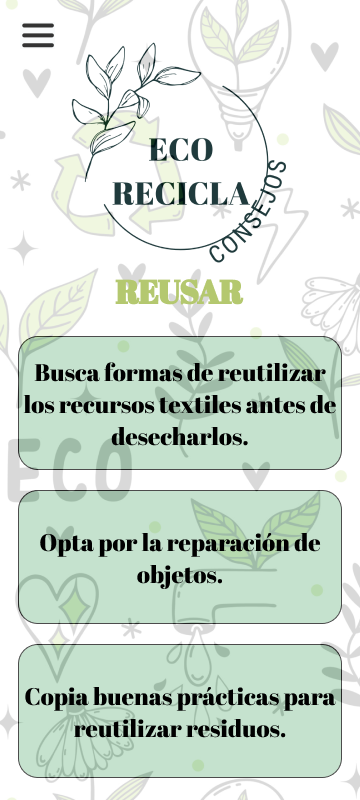 ECO
RECICLA
CONSEJOS
REUSAR
Busca formas de reutilizar
los recursos textiles antes de
desecharlos.
ECO
Opta por la reparación de
objetos.
Copia buenas prácticas para
reutilizar residuos.